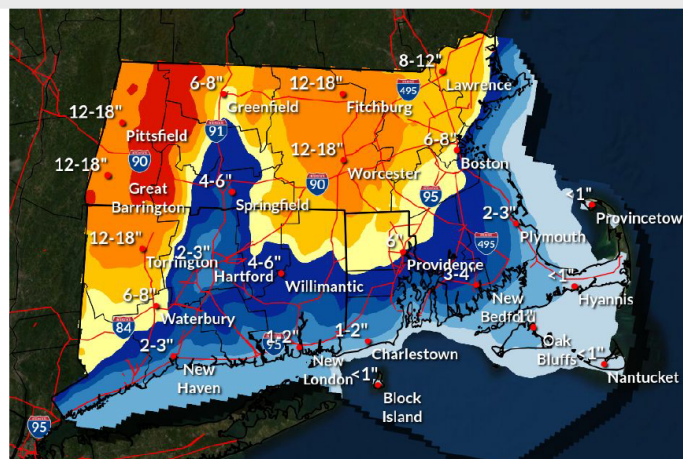 8-12"
Lawrence
6-8"
Greenfield
12-18"
Fitchburg
495
12-18"
Pittsfield
91
90
12-18"
Great
Barrington
4-6"
Springfield
12-18"
Worcester
90
6-8"
Boston
95
<1"
Provincetow
2-3"
Plymouth
495
12-18"
Torrington
2-3"
Hartford
4-6"
Willimantic
6"
Providence
3-4"
New
Bedford
<1"
Hyannis
6-8"
Waterbury
84
2-3"
New
Haven
1-2"
95
New
London
1-2"
Charlestown
<1"
Block
Island
1"
Oak
Bluffs
<1"
Nantucket
95